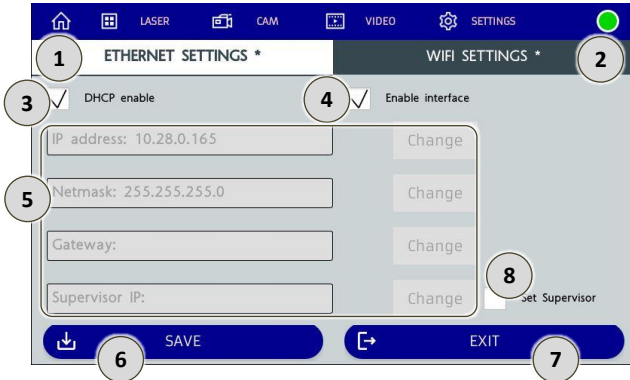 LASER CAM VIDEO SETTINGS
1 ETHERNET SETTINGS * WIFI SETTINGS * 2
3 DHCP enable 4 Enable interface
IP address: 10.28.0.165 Change
5 Netmask: 255.255.255.0 Change
Gateway: Change
8
Supervisor IP: Change Set Supervisor
SAVE EXIT
6 7